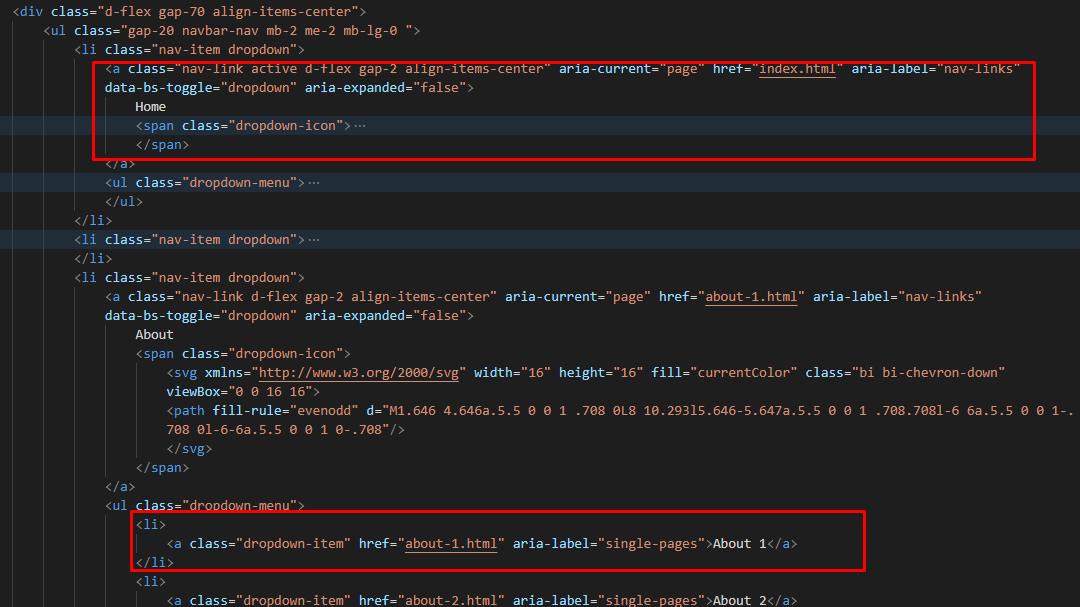 <div class="d-flex gap-70 align-items-center">
<ul class="gap-20 navbar-nav mb-2 me-2 mb-lg-0 ">
<li class="nav-item dropdown">
<a class="nav-link active d-flex gap-2 align-items-center" aria-current="page" href="index.html" aria-label="nav-links"
data-bs-toggle="dropdown" aria-expanded="false">
Home
<span class="dropdown-icon">…
</span>
</a>
<ul class="dropdown-menu">…
</ul>
</li>
<li class="nav-item dropdown">…
</li>
<li class="nav-item dropdown">
<a class="nav-link d-flex gap-2 align-items-center" aria-current="page" href="about-1.html" aria-label="nav-links"
data-bs-toggle="dropdown" aria-expanded="false">
About
<span class="dropdown-icon">
<svg xmlns="http://www.w3.org/2000/svg" width="16" height="16" fill="currentColor" class="bi bi-chevron-down"
viewBox="0 0 16 16">
<path fill-rule="evenodd" d="M1.646 4.646a.5.5 0 0 1 .708 0L8 10.293l5.646-5.647a.5.5 0 0 1 .708.708l-6 6a.5.5 0 0 1-.
708 0l-6-6a.5.5 0 0 1 0-.708"/>
</svg>
</span>
</a>
<ul class="dropdown-menu">
<li>
<a class="dropdown-item" href="about-1.html" aria-label="single-pages">About 1</a>
</li>
<li>
<a class="dropdown-item" href="about-2.html" aria-label="single-pages">About 2</a>